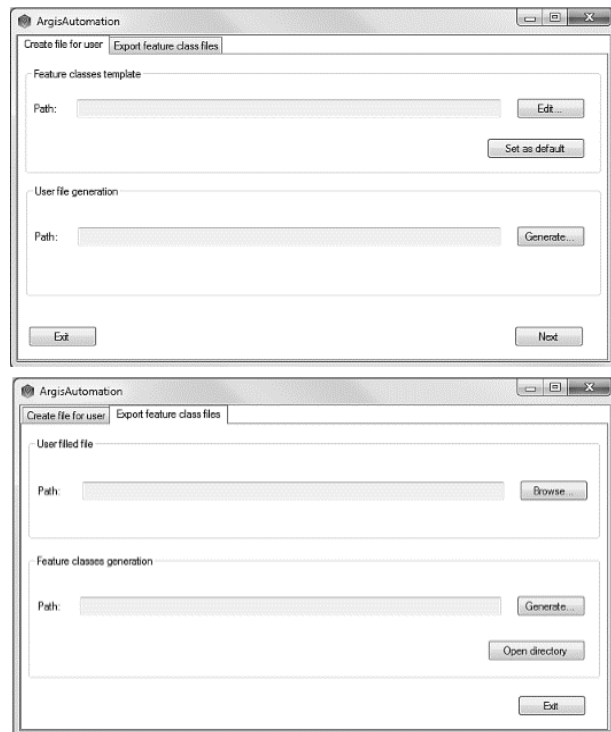 ArgisAutomation
Create file for user Export feature class files
Feature classes template
Path: Edit...
Set as default
User file generation
Path: Generate...
Exit Next
ArgisAutomation
Create file for user Export feature class files
User filled file
Path: Browse...
Feature classes generation
Path: Generate...
Open directory
Exit